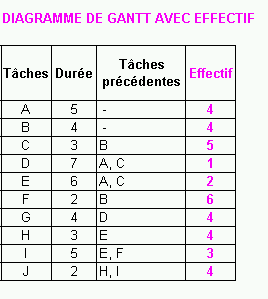 DIAGRAMME DE GANTT AVEC EFFECTIF
Tâches Durée Tâches précédentes Effectif
A 5 - 4
B 4 - 4
C 3 B 5
D 7 A, C 1
E 6 A, C 2
F 2 B 6
G 4 D 4
H 3 E 4
I 5 E, F 3
J 2 H, I 4